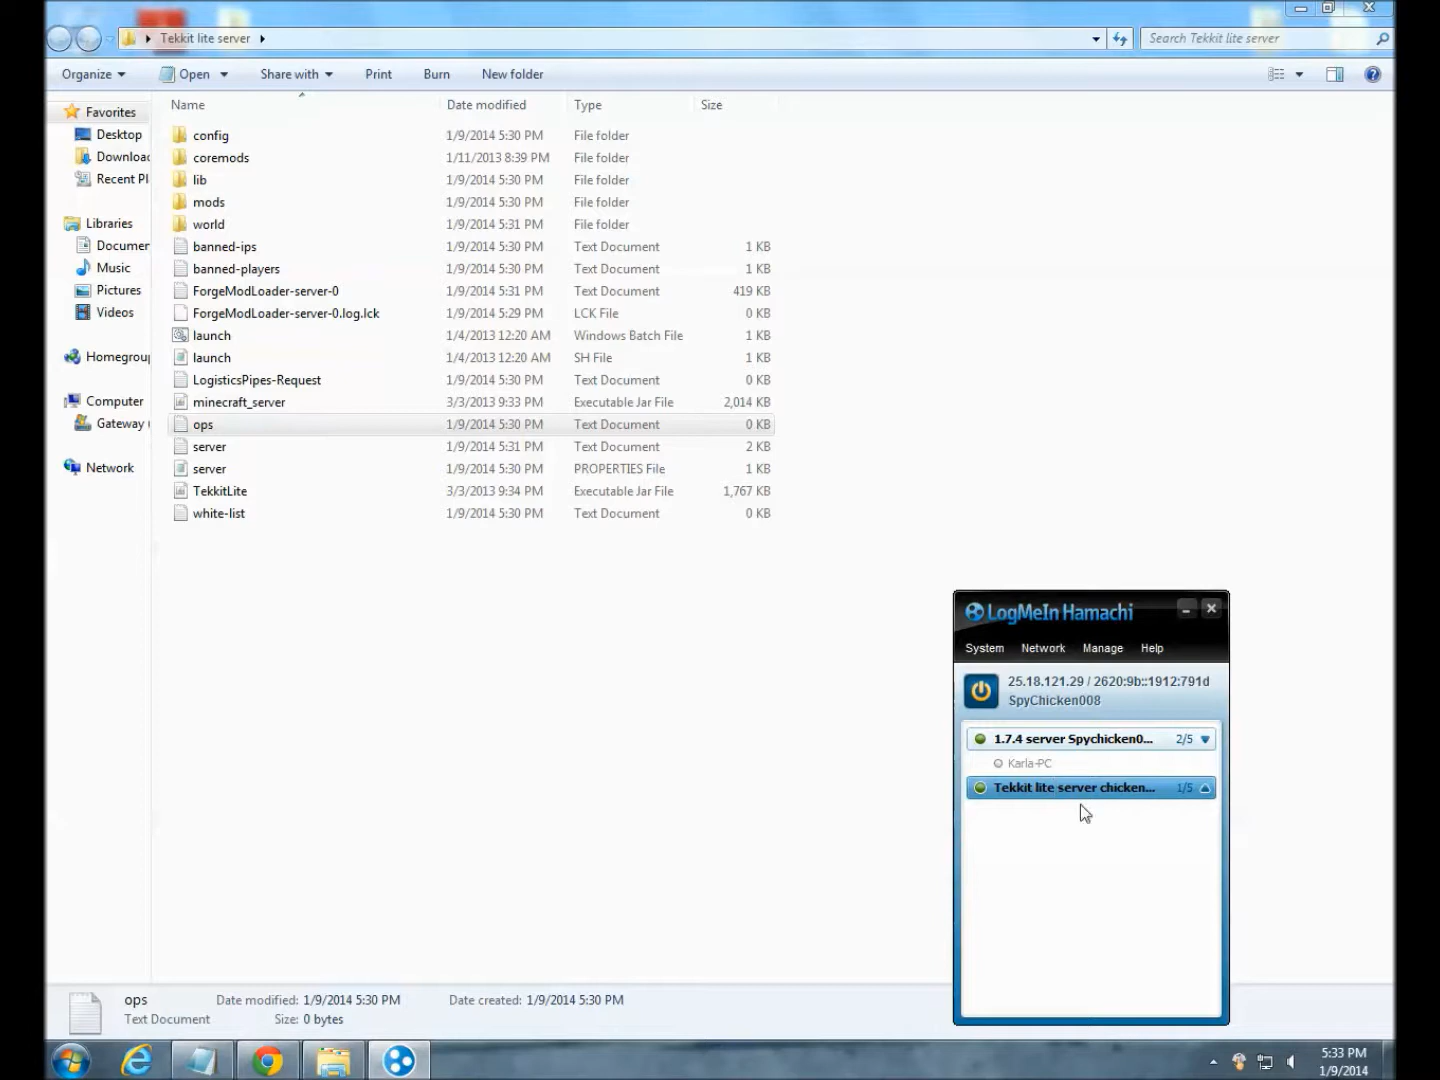 Tekkit lite server
Search Tekkit lite server
Organize Open Share with Print Burn New folder
Name Date modified Type Size
Favorites
Desktop
Downloac
Recent Pl
Libraries
Documer
Music
Pictures
Videos
Homegrou
Computer
Gateway (
Network
config 1/9/2014 5:30 PM File folder
coremods 1/11/2013 8:39 PM File folder
lib 1/9/2014 5:30 PM File folder
mods 1/9/2014 5:30 PM File folder
world 1/9/2014 5:31 PM File folder
banned-ips 1/9/2014 5:30 PM Text Document 1 KB
banned-players 1/9/2014 5:30 PM Text Document 1 KB
ForgeModLoader-server-0 1/9/2014 5:31 PM Text Document 419 KB
ForgeModLoader-server-0.log.lck 1/9/2014 5:29 PM LCK File 0 KB
launch 1/4/2013 12:20 AM Windows Batch File 1 KB
launch 1/4/2013 12:20 AM SH File 1 KB
LogisticsPipes-Request 1/9/2014 5:30 PM Text Document 0 KB
minecraft_server 3/3/2013 9:33 PM Executable Jar File 2,014 KB
ops 1/9/2014 5:30 PM Text Document 0 KB
server 1/9/2014 5:31 PM Text Document 2 KB
server 1/9/2014 5:30 PM PROPERTIES File 1 KB
TekkitLite 3/3/2013 9:34 PM Executable Jar File 1,767 KB
white-list 1/9/2014 5:30 PM Text Document 0 KB
LogMeIn Hamachi
System Network Manage Help
25.18.121.29 / 2620:9b::1912:791d
SpyChicken008
1.7.4 server Spychicken0... 2/5
Karla-PC
Tekkit lite server chicken... 1/5
ops Date modified: 1/9/2014 5:30 PM Date created: 1/9/2014 5:30 PM
Text Document Size: 0 bytes
5:33 PM
1/9/2014